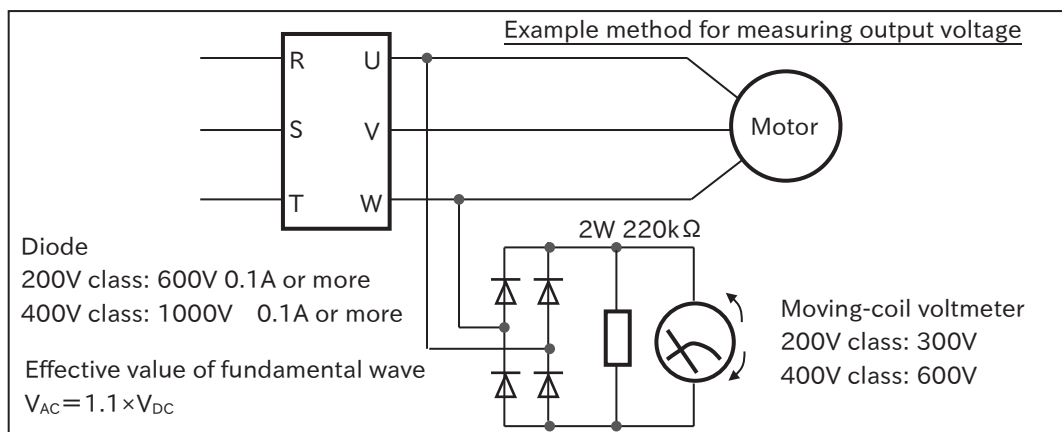 Example method for measuring output voltage
R U
S V
T W
Motor
2W 220kΩ
Diode
200V class: 600V 0.1A or more
400V class: 1000V 0.1A or more
Moving-coil voltmeter
200V class: 300V
400V class: 600V
Effective value of fundamental wave
VAC=1.1×VDC